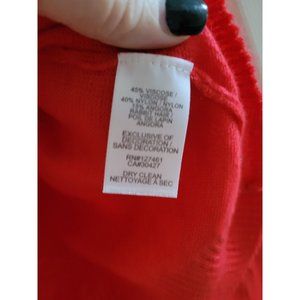 45% VISCOSE /
VISCOSE
40% NYLON / NYLON
15% ANGORA
RABBIT HAIR /
POIL DE LAPIN
ANGORA
EXCLUSIVE OF
DECORATION /
SANS DECORATION
RN#127461
CA#30427
DRY CLEAN
NETTOYAGE A SEC